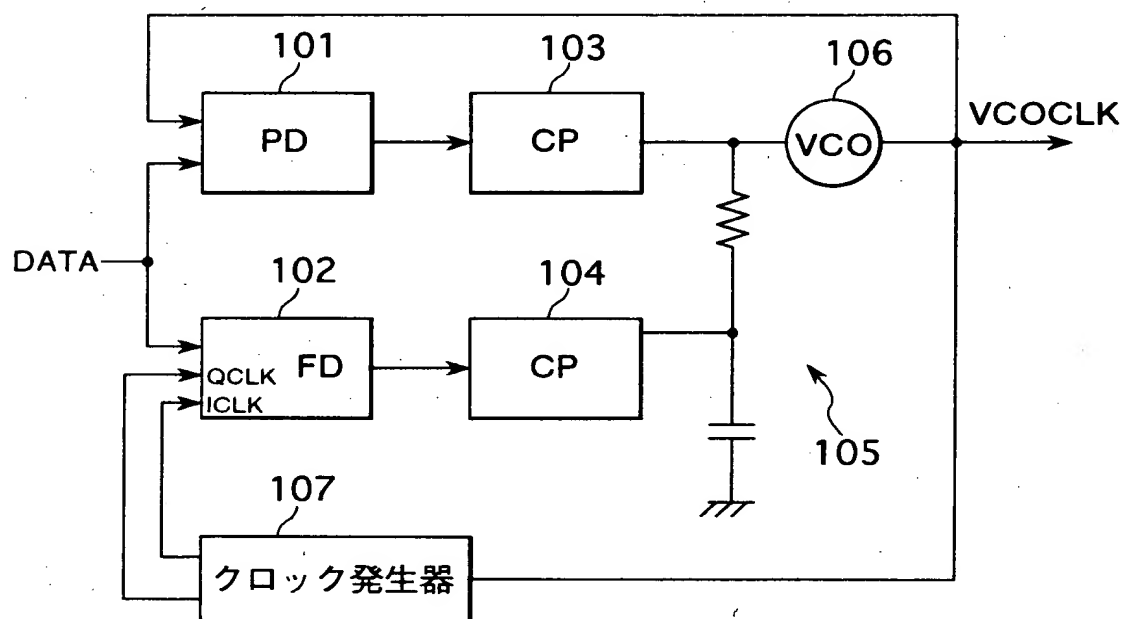 101
103
106
VCOCLK
PD
CP
VCO
DATA
102
104
QCLK
FD
ICLK
CP
105
107
クロック発生器